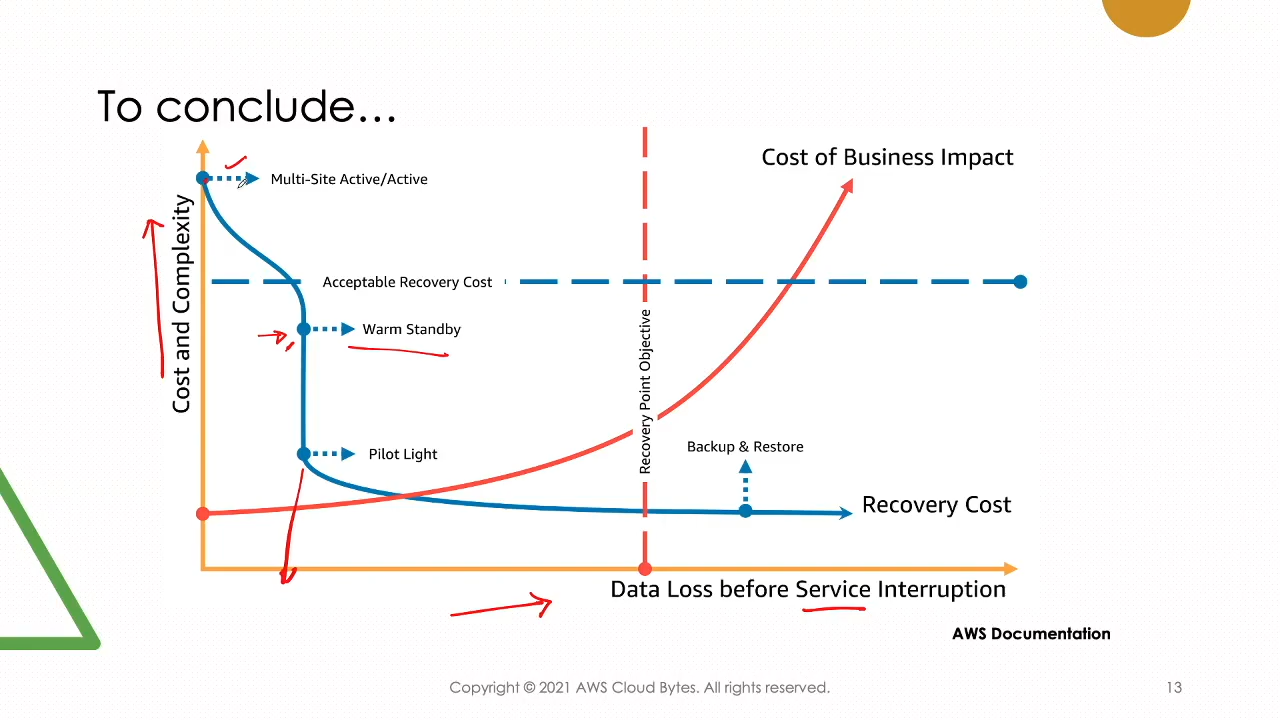 To conclude...
Cost of Business Impact
Multi-Site Active/Active
Cost and Complexity
Acceptable Recovery Cost
Warm Standby
Recovery Point Objective
Pilot Light
Backup & Restore
Recovery Cost
Data Loss before Service Interruption
AWS Documentation
Copyright © 2021 AWS Cloud Bytes. All rights reserved.
13